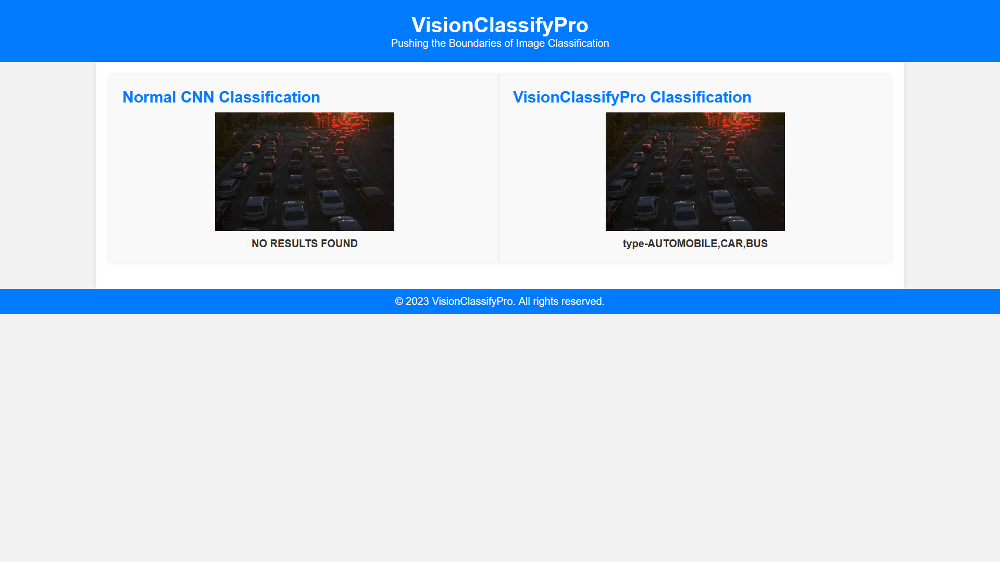 VisionClassifyPro
Pushing the Boundaries of Image Classification
Normal CNN Classification
NO RESULTS FOUND
VisionClassifyPro Classification
type-AUTOMOBILE,CAR,BUS
© 2023 VisionClassifyPro. All rights reserved.